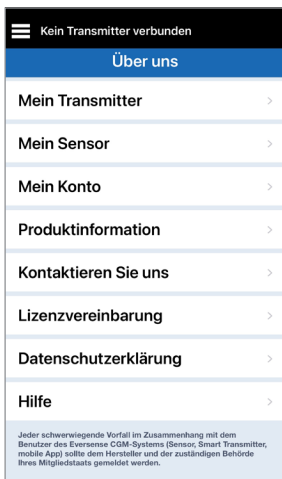 Kein Transmitter verbunden
Über uns
Mein Transmitter
Mein Sensor
Mein Konto
Produktinformation
Kontaktieren Sie uns
Lizenzvereinbarung
Datenschutzerklärung
Hilfe
Jeder schwerwiegende Vorfall im Zusammenhang mit dem
Benutzer des Eversense CGM-Systems (Sensor, Smart Transmitter,
mobile App) sollte dem Hersteller und der zuständigen Behörde
Ihres Mitgliedstaats gemeldet werden.